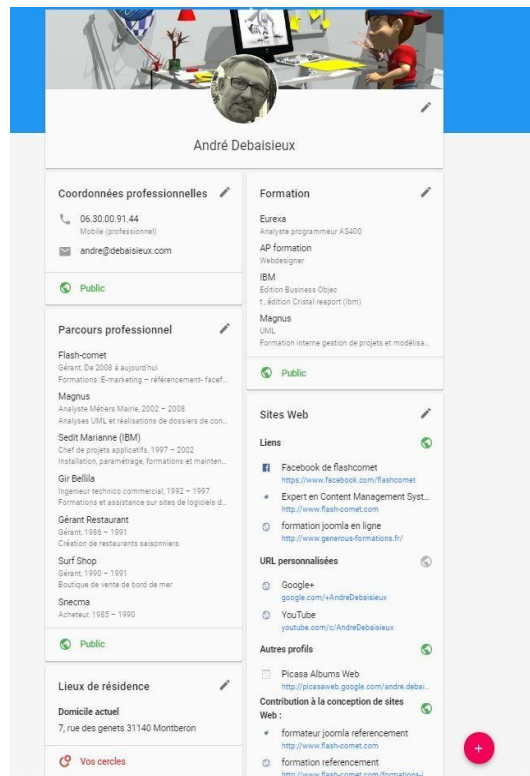 André Debaisieux
Coordonnées professionnelles
06.30.00.91.44
Mobile (professionnel)
andre@debaisieux.com
Public
Parcours professionnel
Flash-comet
Gérant, De 2008 à aujourd'hui
Formations :E-marketing – référencement- facef...
Magnus
Analyste Métiers Mairie, 2002 – 2008
Analyses UML et réalisations de dossiers de con...
Sedit Marianne (IBM)
Chef de projets applicatifs, 1997 – 2002
Installation, paramétrage, formations et mainten...
Gir Bellila
Ingenieur technico commercial, 1992 – 1997
Formations et assistance sur sites de logiciels d...
Gérant Restaurant
Gérant, 1986 – 1991
Création de restaurants saisonniers
Surf Shop
Gérant, 1990 – 1991
Boutique de vente de bord de mer
Snecma
Acheteur, 1985 – 1990
Public
Lieux de résidence
Domicile actuel
7, rue des genets 31140 Montberon
Vos cercles
Formation
Eurexa
Analyste programmeur AS400
AP formation
Webdesigner
IBM
Edition Business Objec
t , édition Cristal reaport (ibm)
Magnus
UML
Formation interne gestion de projets et modélisa...
Public
Sites Web
Liens
Facebook de flashcomet
https://www.facebook.com/flashcomet
Expert en Content Management Syst...
http://www.flash-comet.com
formation joomla en ligne
http://www.generous-formations.fr/
URL personnalisées
Google+
google.com/+AndreDebaisieux
YouTube
youtube.com/c/AndreDebaisieux
Autres profils
Picasa Albums Web
http://picasaweb.google.com/andre.debai...
Contribution à la conception de sites
Web :
formateur joomla referencement
http://www.flash-comet.com
formation referencement
http://www.flash-comet.com/formations-j